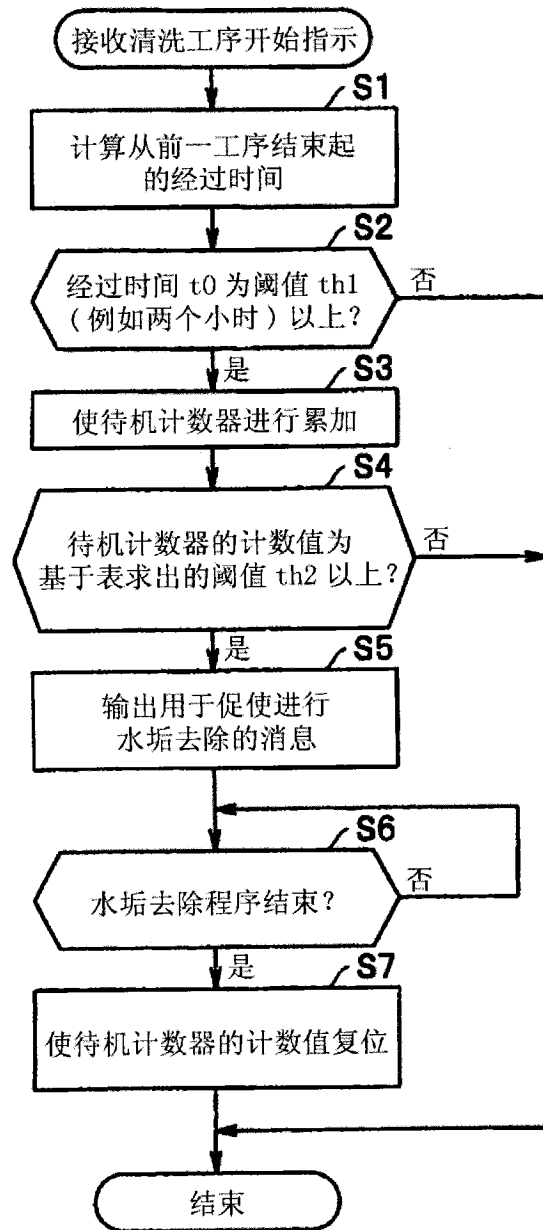 接收清洗工序开始指示
S1
计算从前一工序结束起
的经过时间
S2
经过时间 t0 为阈值 th1
（例如两个小时）以上？
否
是
S3
使待机计数器进行累加
S4
待机计数器的计数值为
基于表求出的阈值 th2 以上？
否
是
S5
输出用于促使进行
水垢去除的消息
S6
水垢去除程序结束？
否
是
S7
使待机计数器的计数值复位
结束